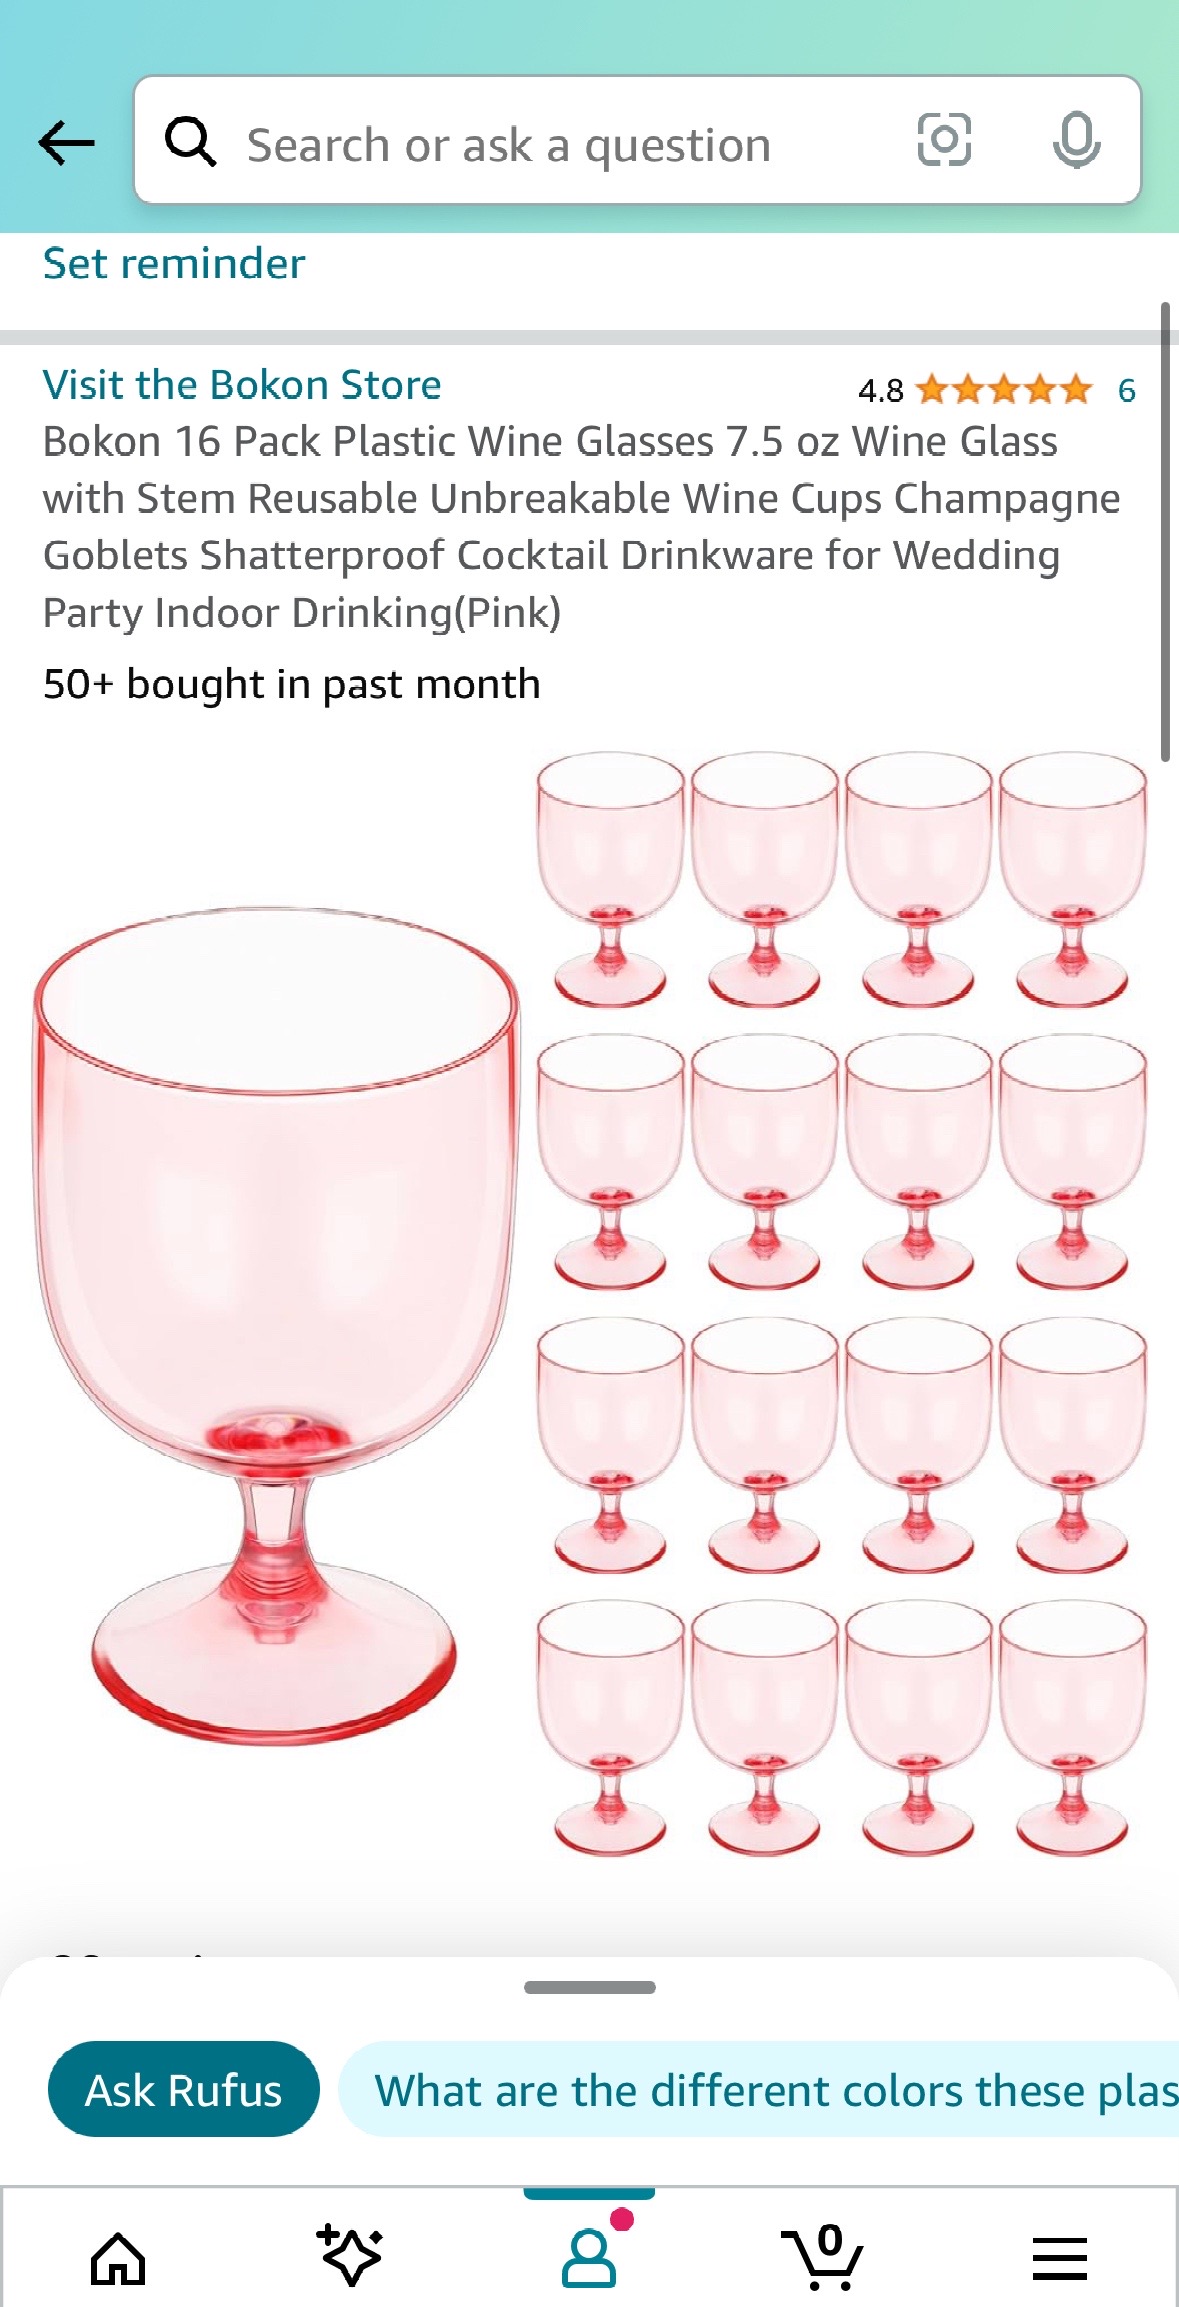 Search or ask a question
Set reminder
Visit the Bokon Store
4.8 6
Bokon 16 Pack Plastic Wine Glasses 7.5 oz Wine Glass
with Stem Reusable Unbreakable Wine Cups Champagne
Goblets Shatterproof Cocktail Drinkware for Wedding
Party Indoor Drinking(Pink)
50+ bought in past month
Ask Rufus
What are the different colors these plas
0